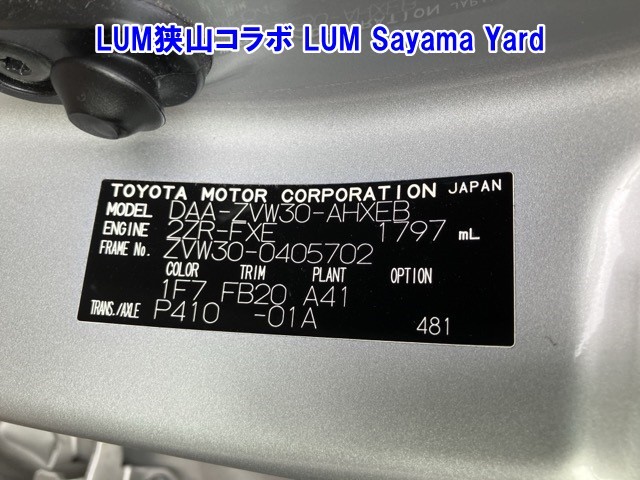 LUM狭山コラボ LUM Sayama Yard
TOYOTA MOTOR CORPORATION JAPAN
MODEL DAA-ZVW30-AHXEB
ENGINE 2ZR-FXE 1797 mL
FRAME No. ZVW30-0405702
COLOR TRIM PLANT OPTION
1F7 FB20 A41
TRANS./AXLE P410 -01A
481